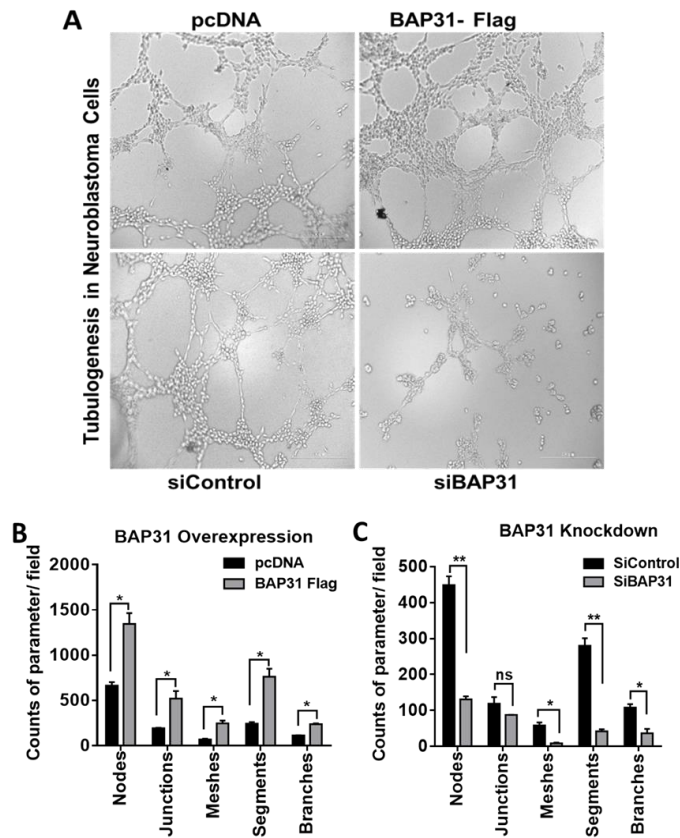 A
pcDNA
BAP31- Flag
Tubulogenesis in Neuroblastoma Cells
siControl
siBAP31
B
BAP31 Overexpression
pcDNA
BAP31 Flag
Counts of parameter/ field
2000
1500
1000
500
0
*
*
*
*
*
Nodes
Junctions
Meshes
Segments
Branches
C
BAP31 Knockdown
SiControl
SiBAP31
Counts of parameter/ field
500
400
300
200
100
0
**
ns
*
**
*
Nodes
Junctions
Meshes
Segments
Branches